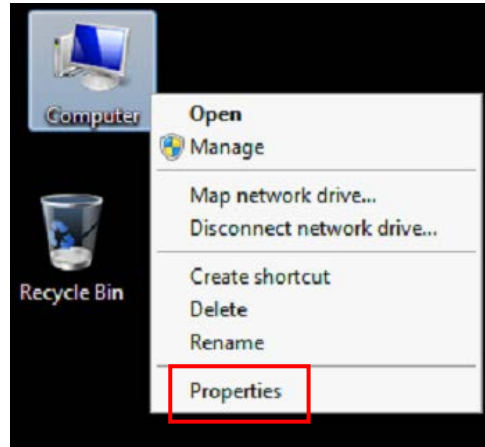 Computer
Open
Manage
Map network drive...
Disconnect network drive...
Recycle Bin
Create shortcut
Delete
Rename
Properties